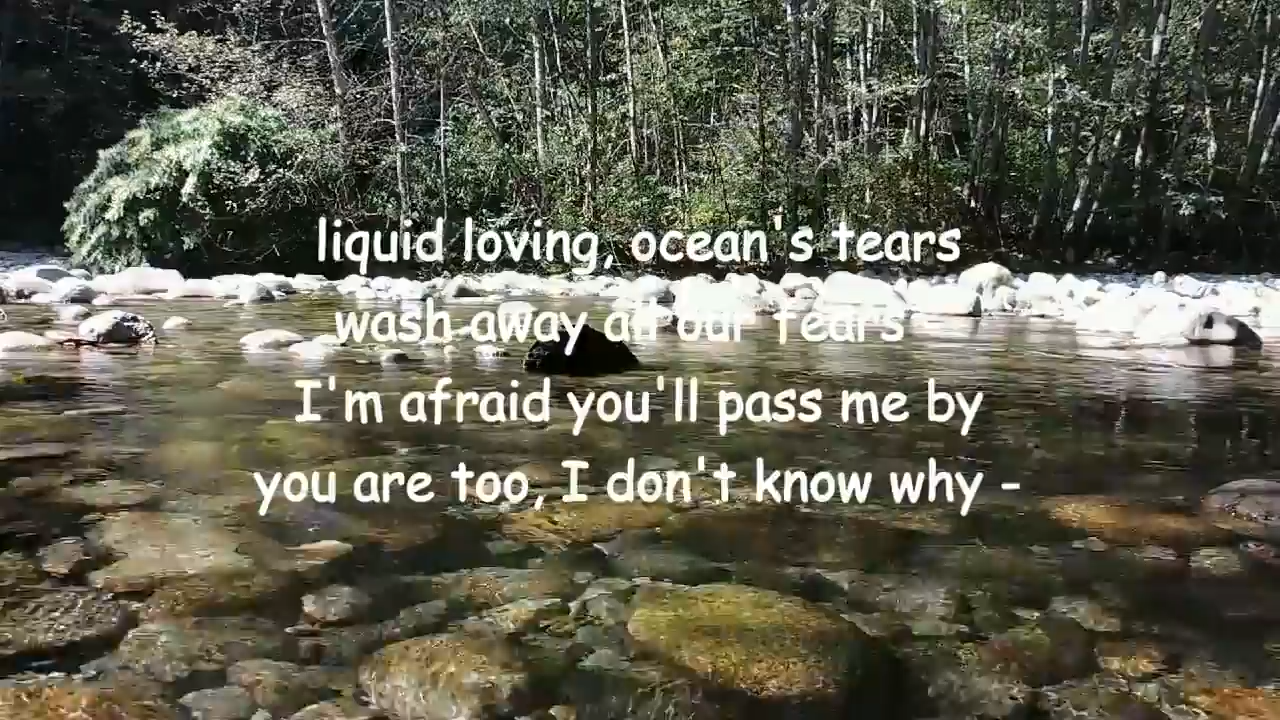 liquid loving, ocean's tears
wash away all our fears -
I'm afraid you'll pass me by
you are too, I don't know why -